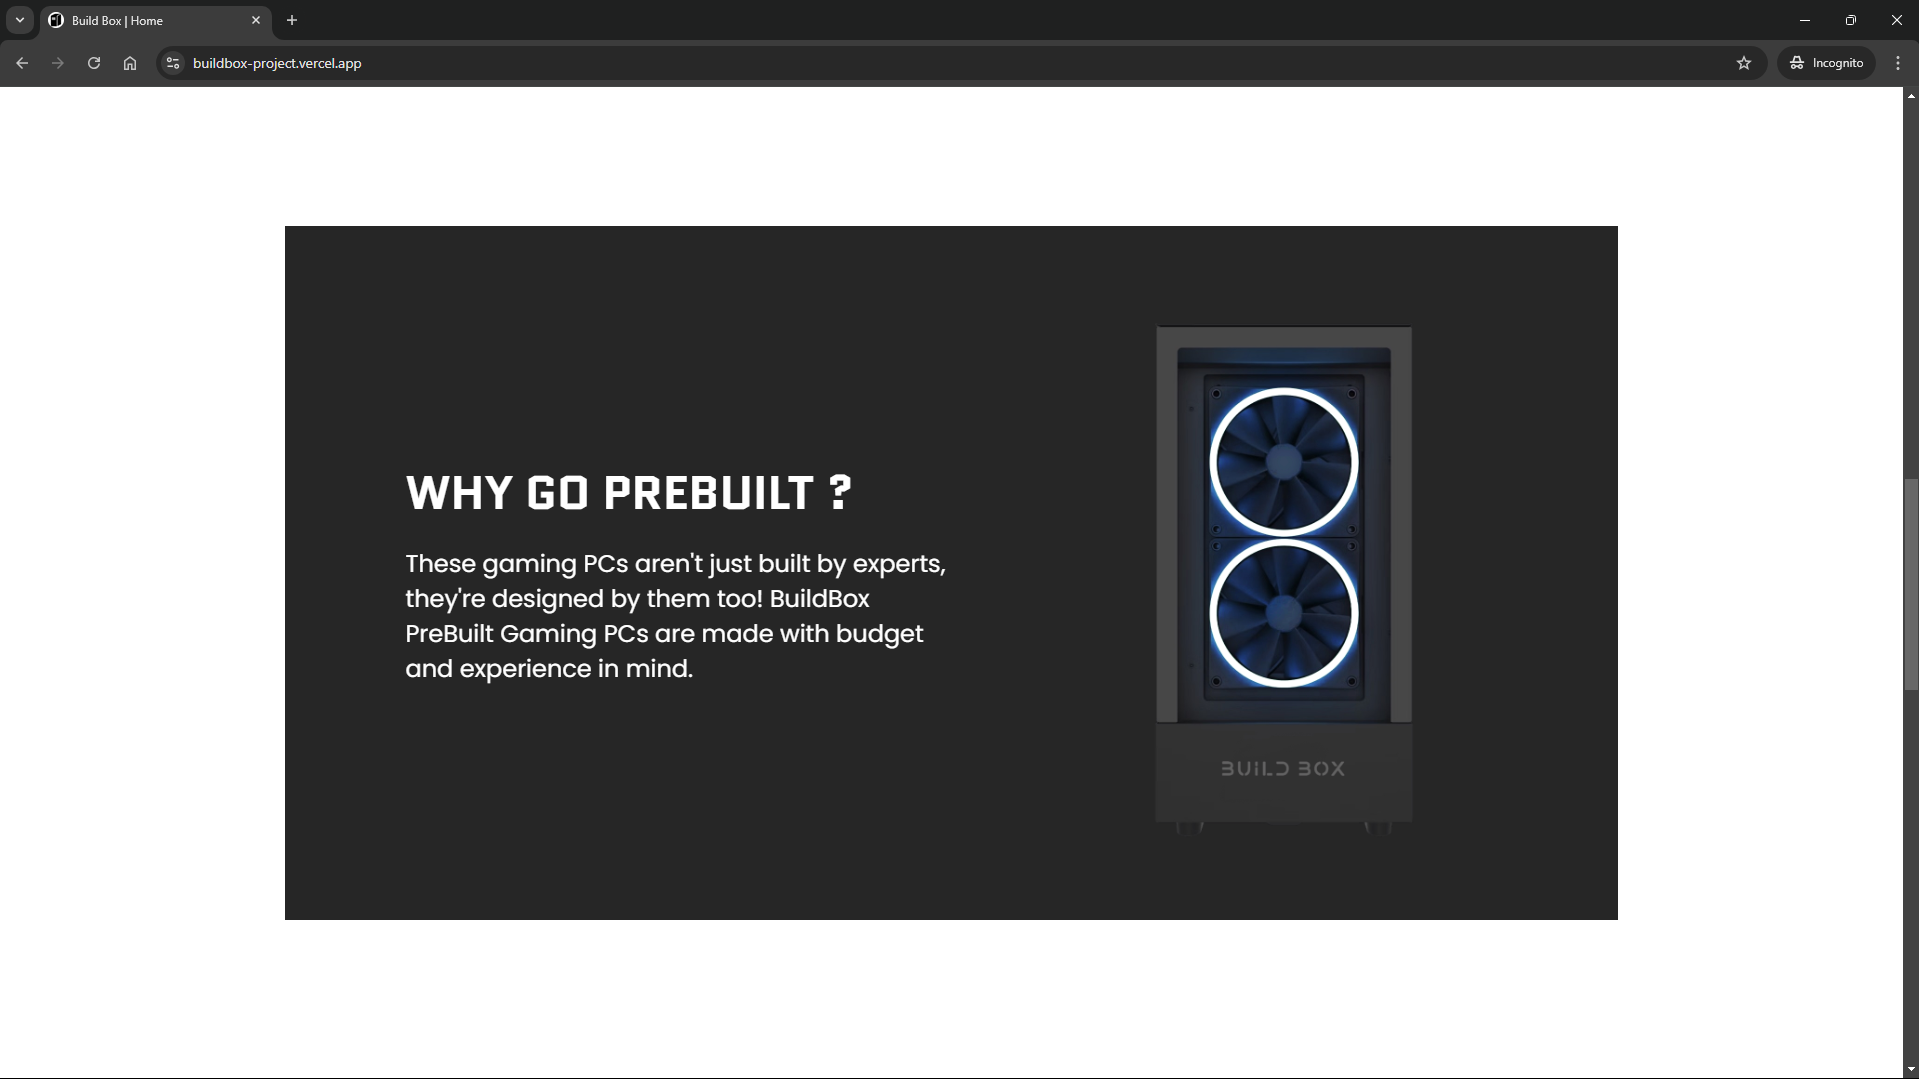 Build Box | Home
buildbox-project.vercel.app
Incognito
WHY GO PREBUILT ?
These gaming PCs aren't just built by experts,
they're designed by them too! BuildBox
PreBuilt Gaming PCs are made with budget
and experience in mind.
BUILD BOX